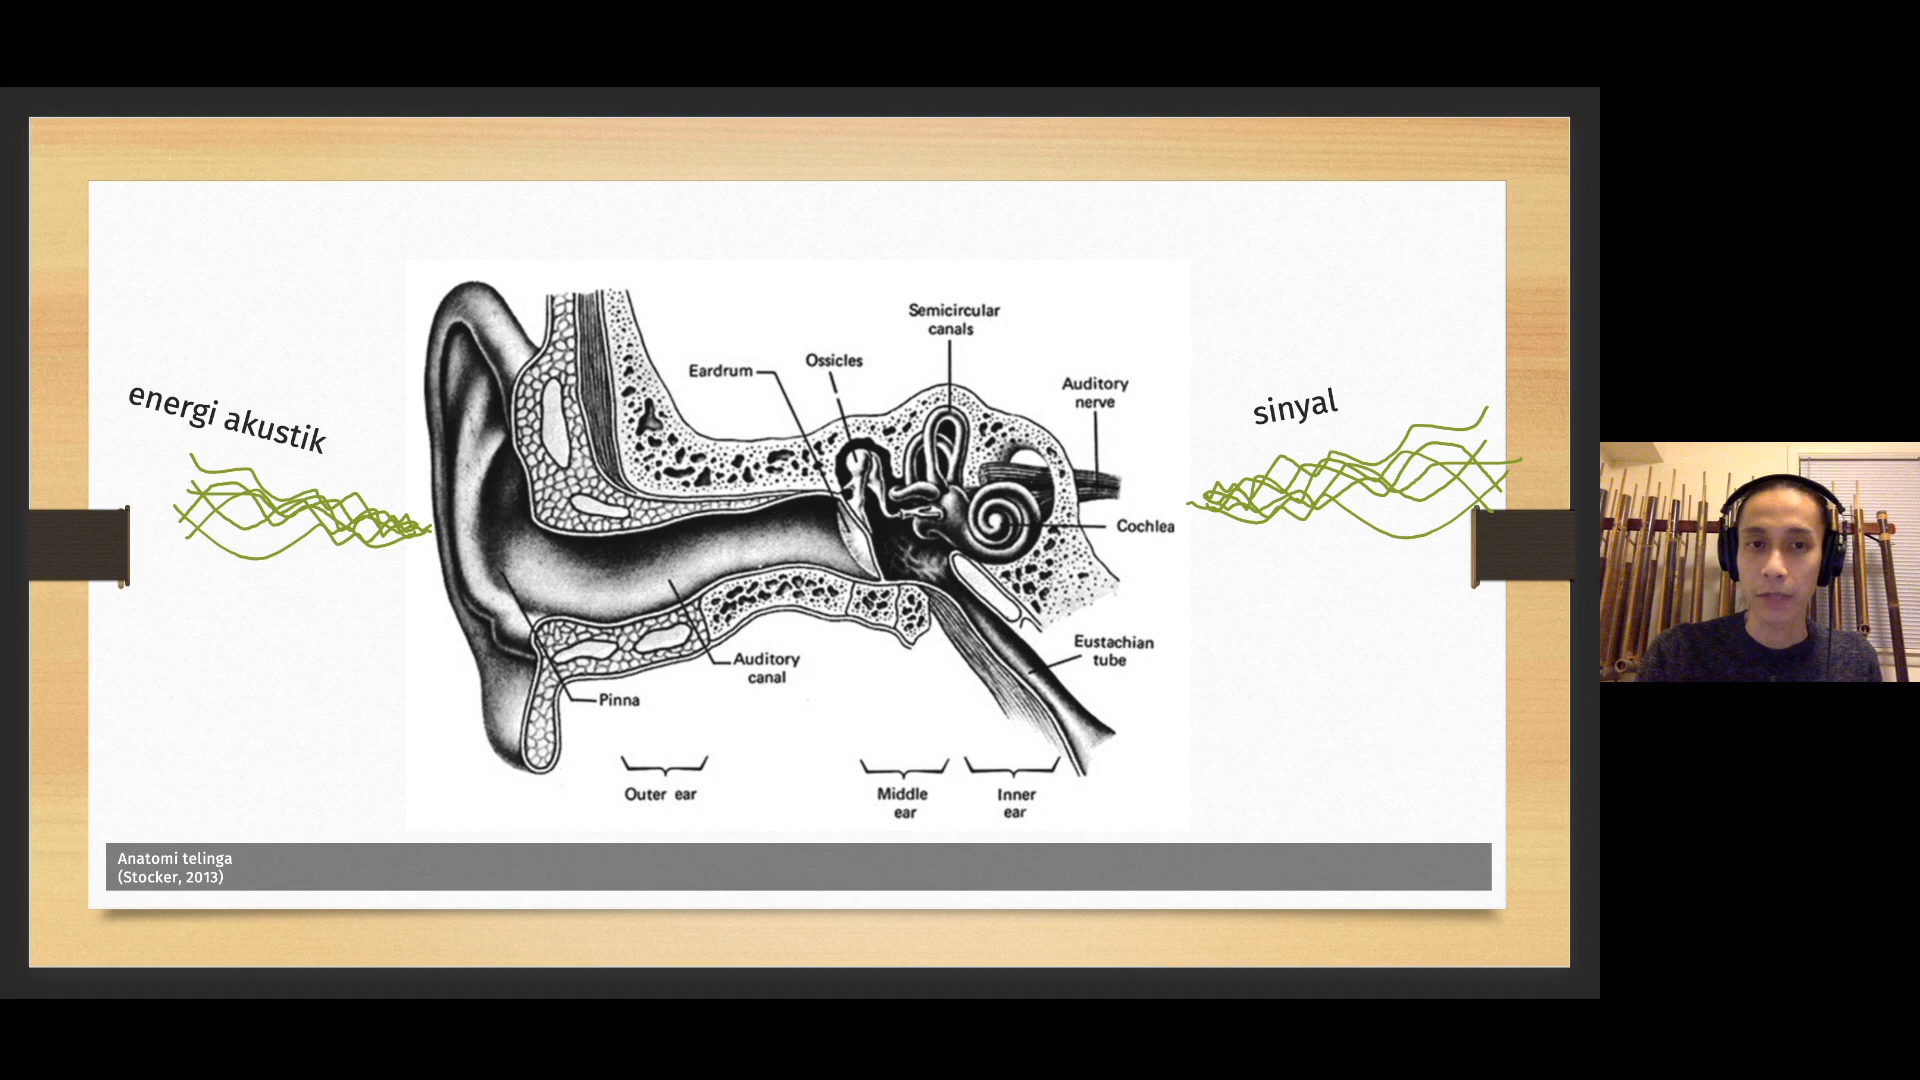 energi akustik
sinyal
Semicircular
canals
Ossicles
Eardrum
Auditory
nerve
Cochlea
Eustachian
tube
Auditory
canal
Pinna
Outer ear
Middle
ear
Inner
ear
Anatomi telinga
(Stocker, 2013)